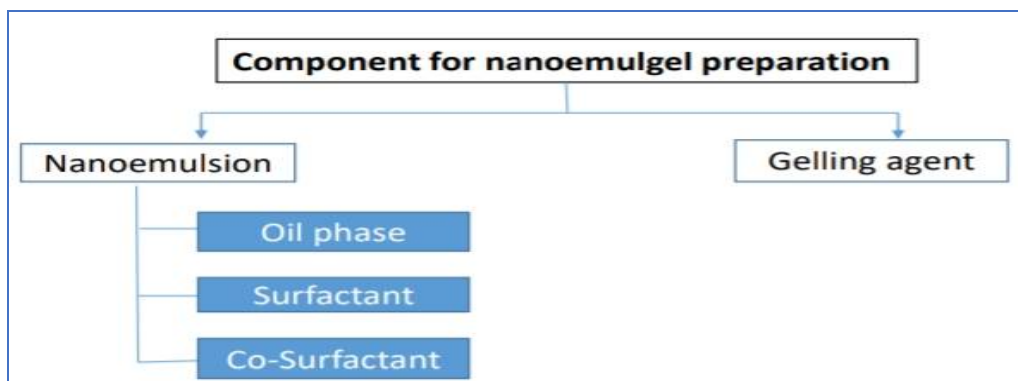 Component for nanoemulgel preparation
Nanoemulsion
Gelling agent
Oil phase
Surfactant
Co-Surfactant